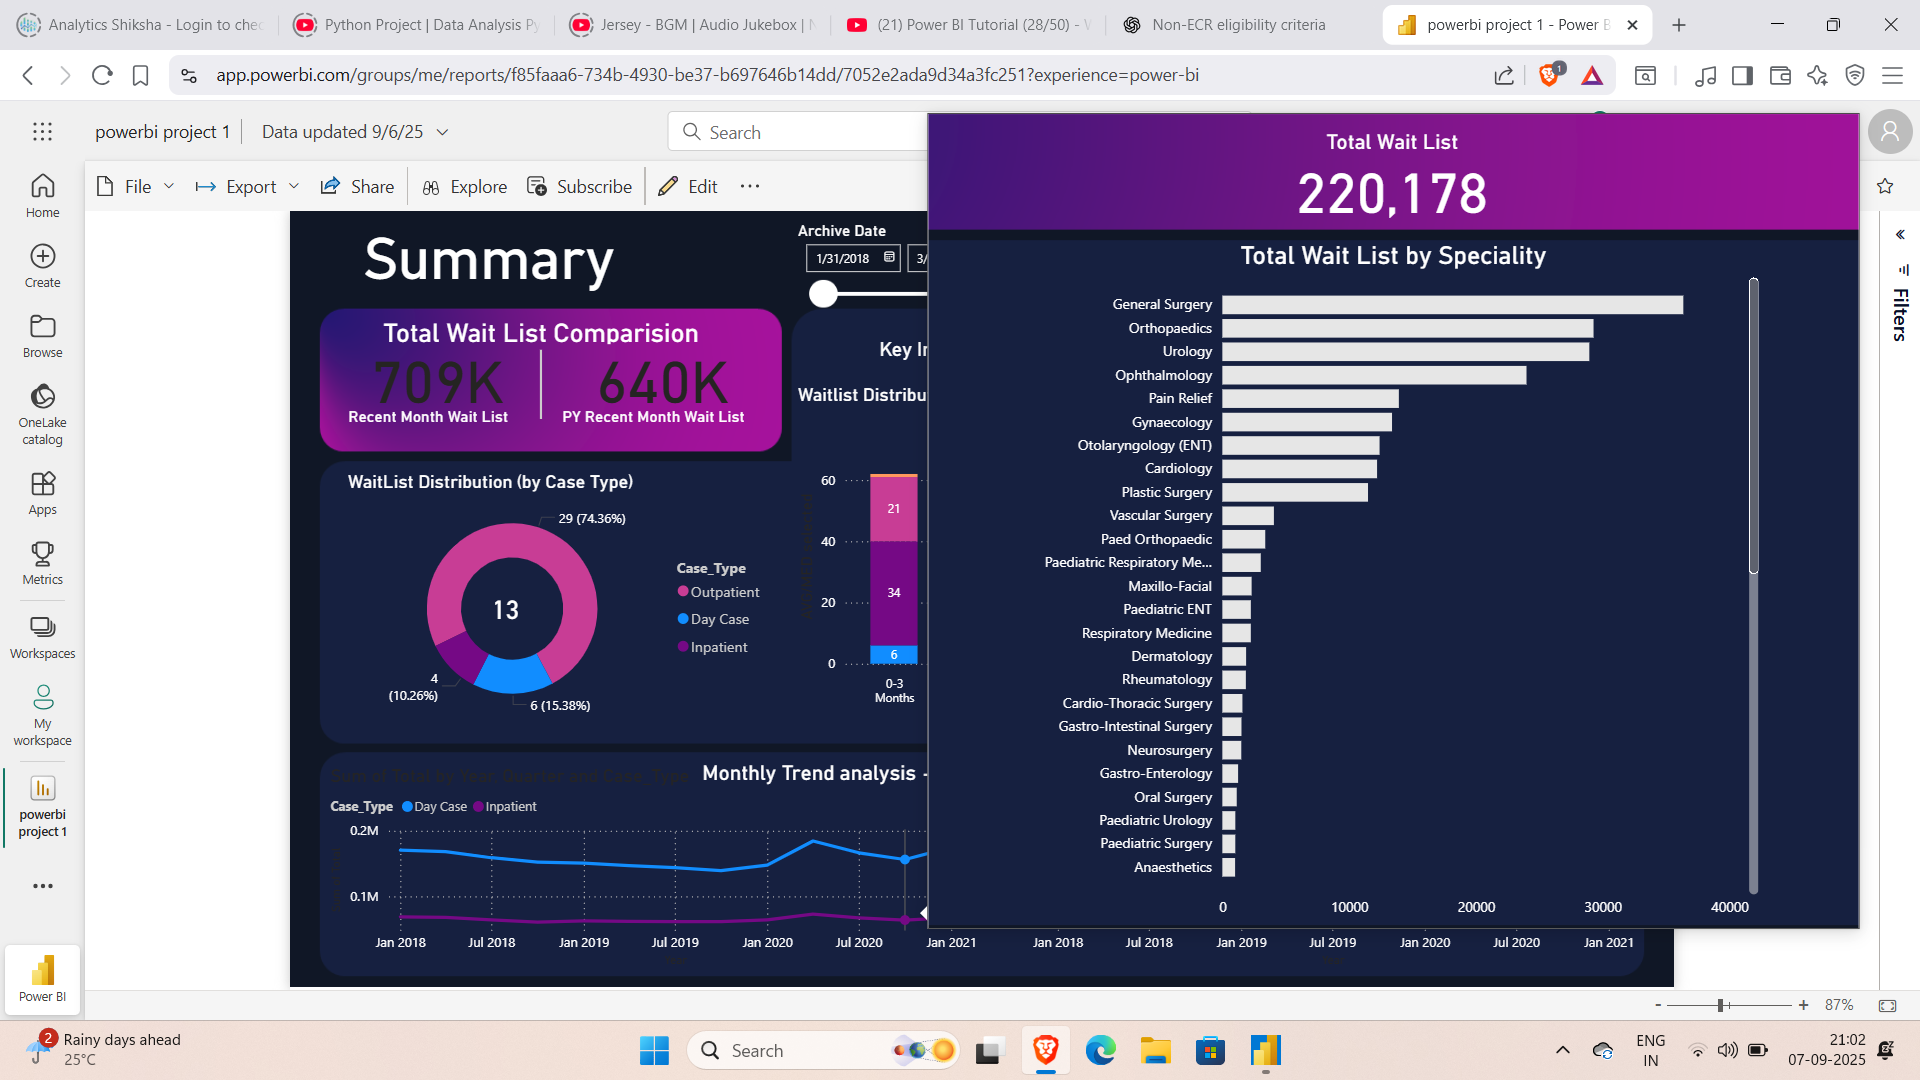 Analytics Shiksha - Login to chec
Python Project | Data Analysis Py
Jersey - BGM | Audio Jukebox | N
(21) Power BI Tutorial (28/50) - V
Non-ECR eligibility criteria
powerbi project 1 - Power B
app.powerbi.com/groups/me/reports/f85faaa6-734b-4930-be37-b697646b14dd/7052e2ada9d34a3fc251?experience=power-bi
1
powerbi project 1
Data updated 9/6/25
Search
File
Export
Share
Explore
Subscribe
Edit
Home
Create
Browse
OneLake
catalog
Apps
Metrics
Workspaces
My
workspace
powerbi
project 1
Power BI
Summary
Archive Date
1/31/2018
3/
Total Wait List Comparision
709K
640K
Recent Month Wait List
PY Recent Month Wait List
Key In
Waitlist Distribu
WaitList Distribution (by Case Type)
29 (74.36%)
13
4
(10.26%)
6 (15.38%)
Case_Type
Outpatient
Day Case
Inpatient
60
40
20
0
21
34
6
0-3
Months
Sum of Total by Year, Quarter and Case_Type
Monthly Trend analysis -
Case_Type Day Case Inpatient
0.2M
0.1M
Jan 2018 Jul 2018 Jan 2019 Jul 2019 Jan 2020 Jul 2020 Jan 2021
Jan 2018 Jul 2018 Jan 2019 Jul 2019 Jan 2020 Jul 2020 Jan 2021
Total Wait List
220,178
Total Wait List by Speciality
General Surgery
Orthopaedics
Urology
Ophthalmology
Pain Relief
Gynaecology
Otolaryngology (ENT)
Cardiology
Plastic Surgery
Vascular Surgery
Paed Orthopaedic
Paediatric Respiratory Me...
Maxillo-Facial
Paediatric ENT
Respiratory Medicine
Dermatology
Rheumatology
Cardio-Thoracic Surgery
Gastro-Intestinal Surgery
Neurosurgery
Gastro-Enterology
Oral Surgery
Paediatric Urology
Paediatric Surgery
Anaesthetics
0 10000 20000 30000 40000
Filters
- + 87%
2
Rainy days ahead
25°C
Search
ENG
IN
21:02
07-09-2025